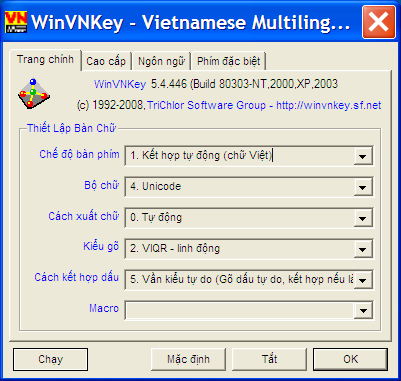 VN
WinVNKey - Vietnamese Multiling...
Trang chính
Cao cấp
Ngôn ngữ
Phím đặc biệt
WinVNKey 5.4.446 (Build 80303-NT,2000,XP,2003
(c) 1992-2008, TriChlor Software Group - http://winvnkey.sf.net
Thiết Lập Bàn Chữ
Chế độ bàn phím
1. Kết hợp tự động (chữ Việt)
Bộ chữ
4. Unicode
Cách xuất chữ
0. Tự động
Kiểu gõ
2. VIQR - linh động
Cách kết hợp dấu
5. Vần kiểu tự do (Gõ dấu tự do, kết hợp nếu là
Macro
Chạy
Mặc định
Tắt
OK